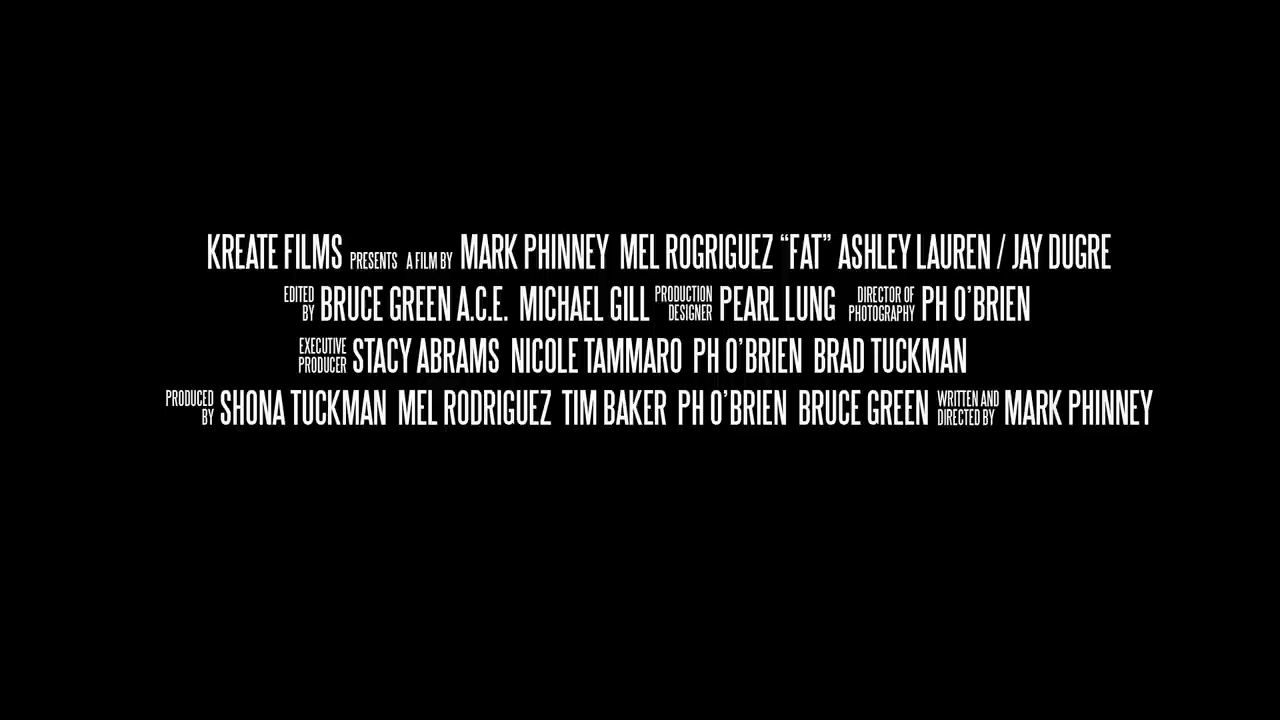 KREATE FILMS PRESENTS A FILM BY MARK PHINNEY MEL ROGRIGUEZ “FAT” ASHLEY LAUREN / JAY DUGRE
EDITED BY BRUCE GREEN A.C.E. MICHAEL GILL PRODUCTION DESIGNER PEARL LUNG DIRECTOR OF PHOTOGRAPHY PH O’BRIEN
EXECUTIVE PRODUCER STACY ABRAMS NICOLE TAMMARO PH O’BRIEN BRAD TUCKMAN
PRODUCED BY SHONA TUCKMAN MEL RODRIGUEZ TIM BAKER PH O’BRIEN BRUCE GREEN WRITTEN AND DIRECTED BY MARK PHINNEY